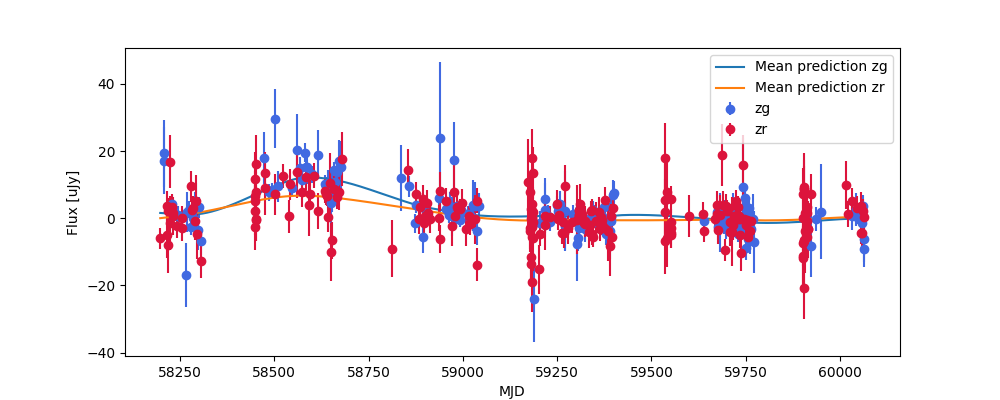 Mean prediction zg
Mean prediction zr
zg
zr
Flux [uJy]
40
20
0
−20
−40
58250
58500
58750
59000
59250
59500
59750
60000
MJD